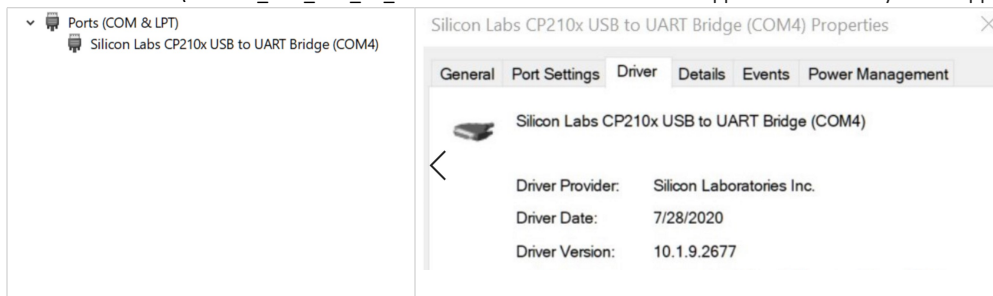 Ports (COM & LPT)
Silicon Labs CP210x USB to UART Bridge (COM4)
Silicon Labs CP210x USB to UART Bridge (COM4) Properties
General Port Settings Driver Details Events Power Management
Silicon Labs CP210x USB to UART Bridge (COM4)
Driver Provider: Silicon Laboratories Inc.
Driver Date: 7/28/2020
Driver Version: 10.1.9.2677